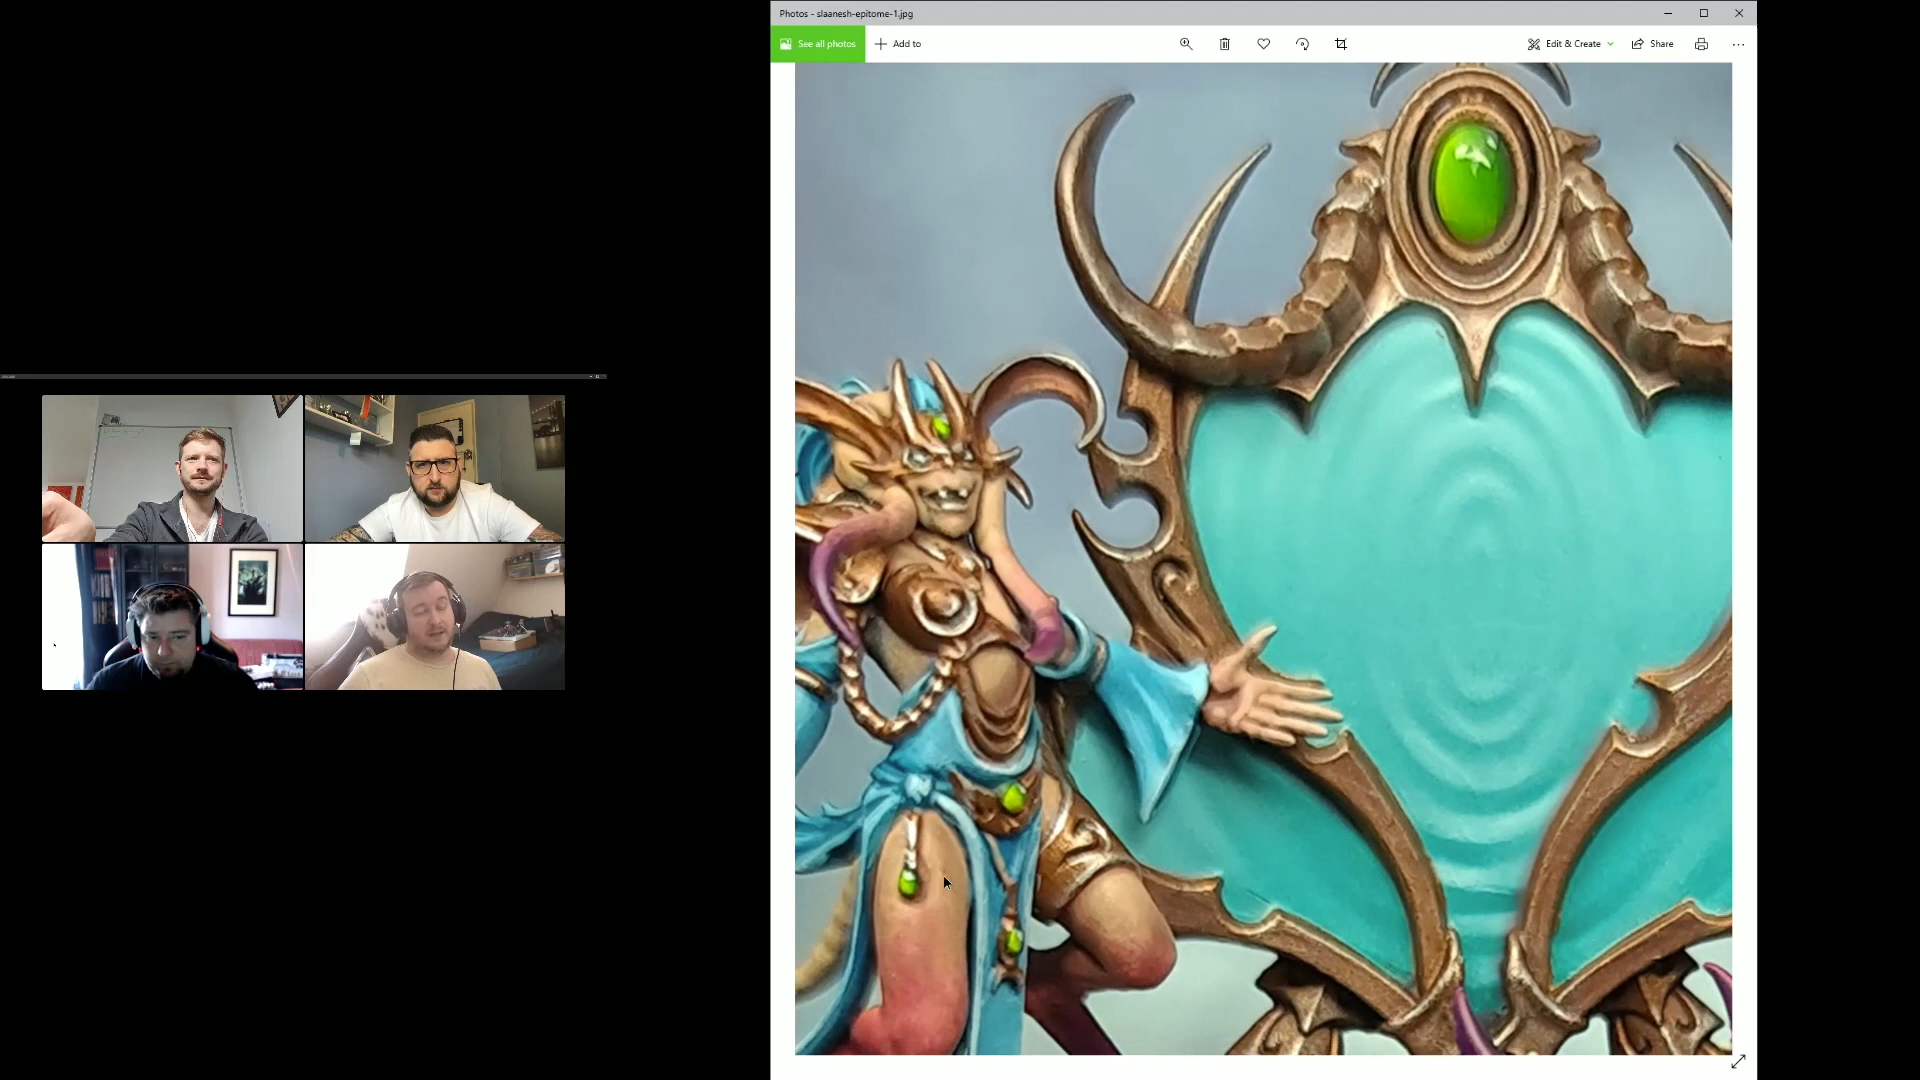 Photos - slaanesh-epitome-1.jpg
See all photos
Add to
Edit & Create
Share